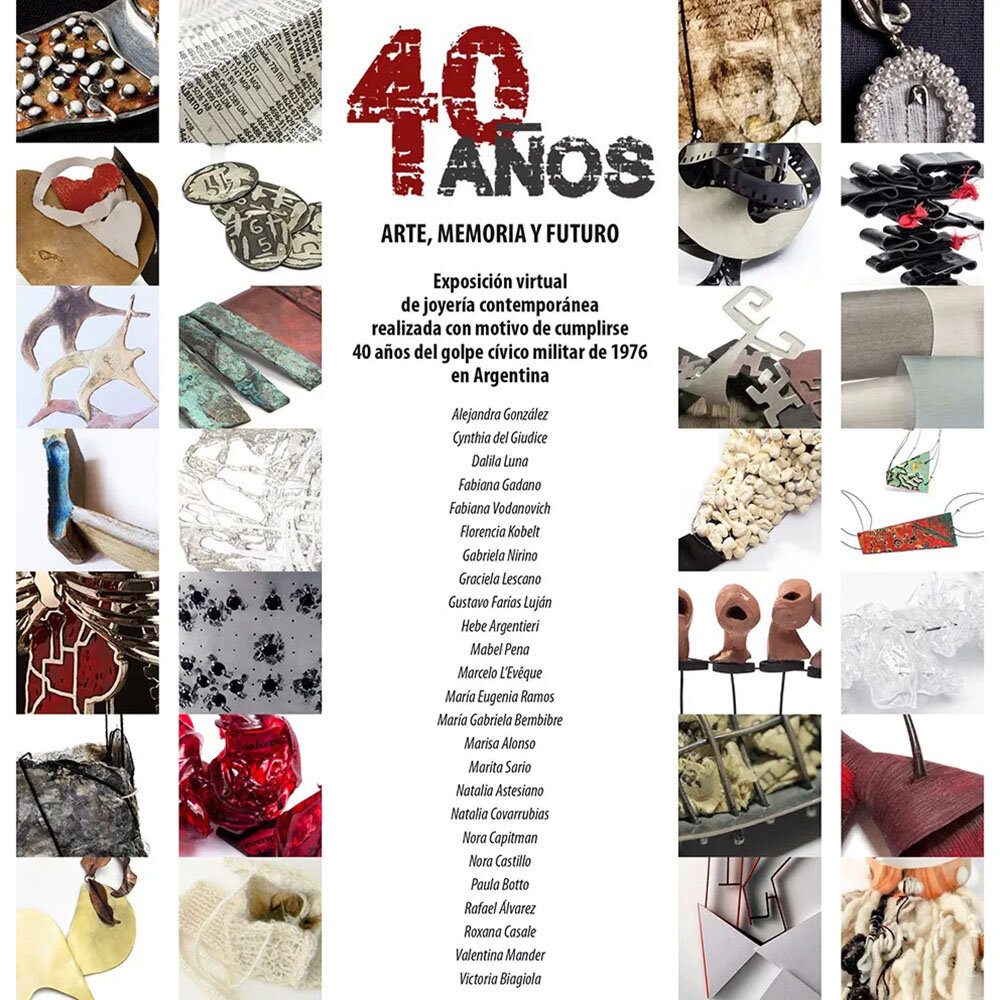 40
AÑOS
ARTE, MEMORIA Y FUTURO
Exposición virtual
de joyería contemporánea
realizada con motivo de cumplirse
40 años del golpe cívico militar de 1976
en Argentina
Alejandra González
Cynthia del Giudice
Dalila Luna
Fabiana Gadano
Fabiana Vodanovich
Florencia Kobelt
Gabriela Nirino
Graciela Lescano
Gustavo Farías Luján
Hebe Argentieri
Mabel Pena
Marcelo L'Evêque
María Eugenia Ramos
María Gabriela Bembibre
Marisa Alonso
Marita Sario
Natalia Astesiano
Natalia Covarrubias
Nora Capitman
Nora Castillo
Paula Botto
Rafael Álvarez
Roxana Casale
Valentina Mander
Victoria Biagiola